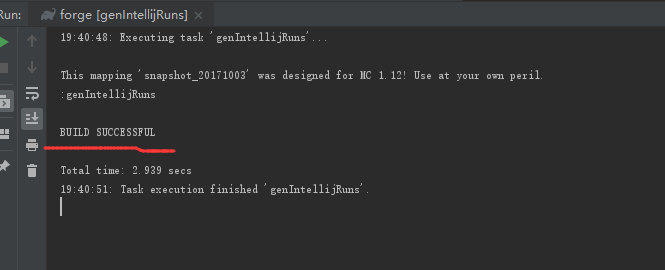 Run:
forge [genIntellijRuns]
19:40:48: Executing task 'genIntellijRuns'...
This mapping 'snapshot_20171003' was designed for MC 1.12! Use at your own peril.
:genIntellijRuns
BUILD SUCCESSFUL
Total time: 2.939 secs
19:40:51: Task execution finished 'genIntellijRuns'.